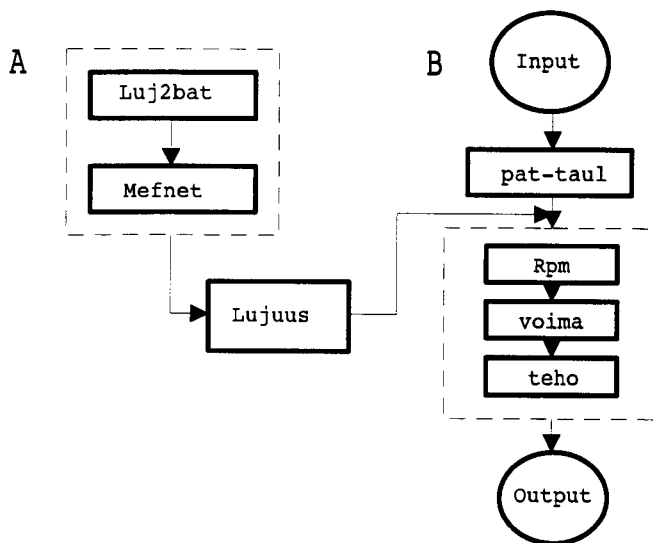 A
Luj2bat
Mefnet
Lujuus
B
Input
pat-taul
Rpm
voima
teho
Output